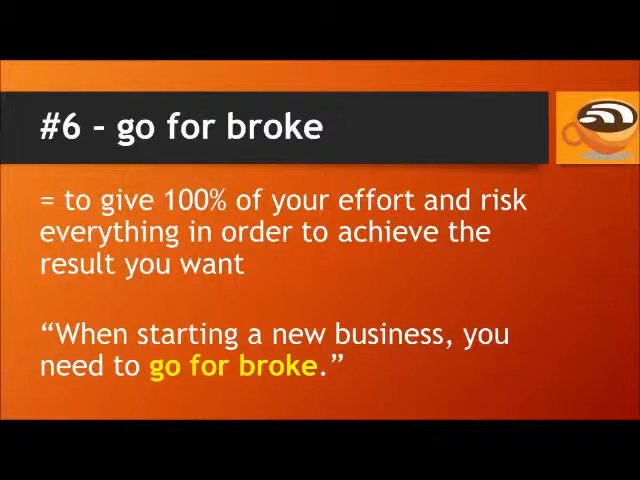 #6 – go for broke
= to give 100% of your effort and risk
everything in order to achieve the
result you want
“When starting a new business, you
need to go for broke.”